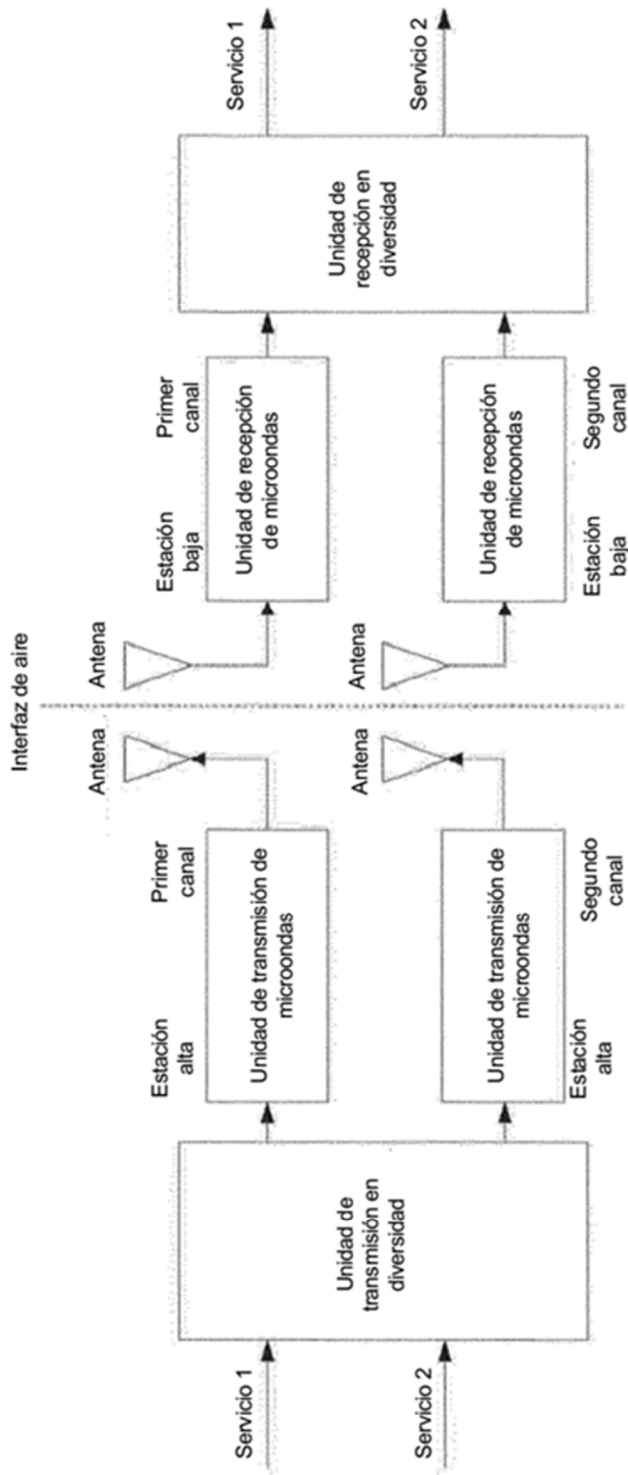 Interfaz de aire
Servicio 1
Servicio 2
Unidad de
transmisión en
diversidad
Estación
alta
Primer
canal
Unidad de transmisión de
microondas
Antena
Unidad de transmisión de
microondas
Estación
alta
Segundo
canal
Antena
Antena
Estación
baja
Primer
canal
Unidad de recepción
de microondas
Antena
Unidad de recepción
de microondas
Estación
baja
Segundo
canal
Unidad de
recepción en
diversidad
Servicio 1
Servicio 2